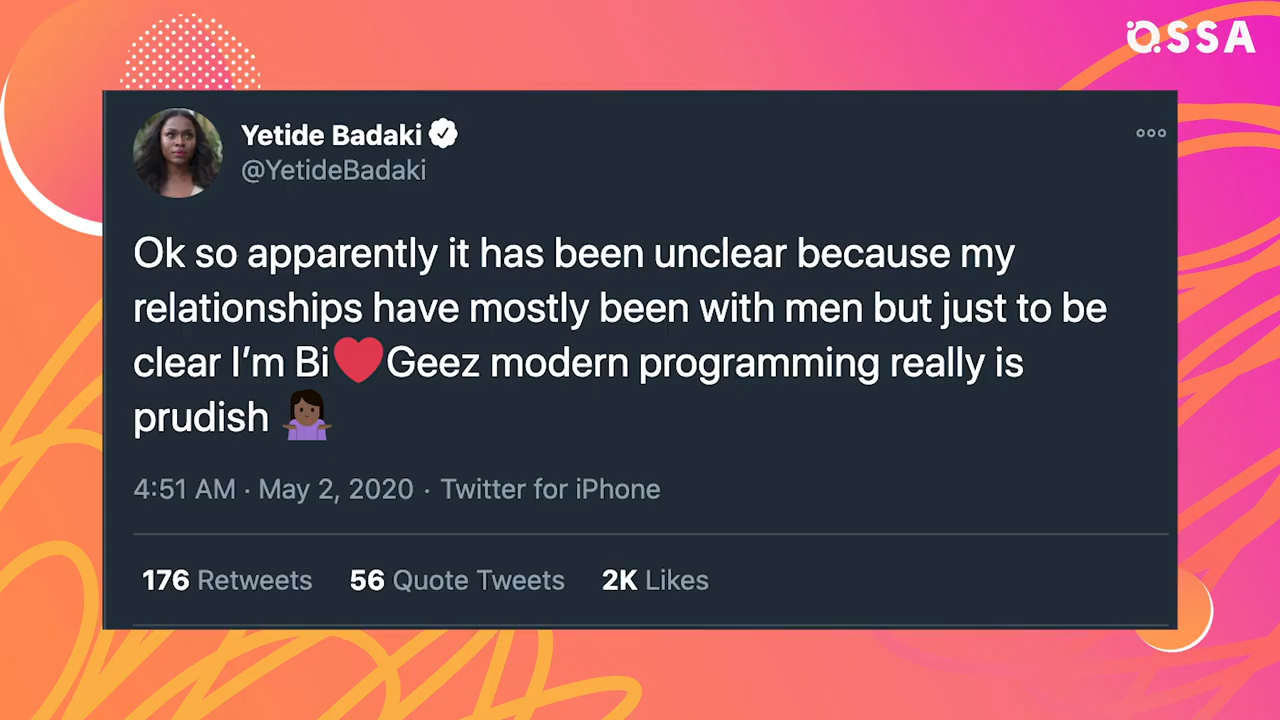 OSSA
Yetide Badaki
@YetideBadaki
Ok so apparently it has been unclear because my
relationships have mostly been with men but just to be
clear I’m Bi❤️Geez modern programming really is
prudish 🤷🏾‍♀️
4:51 AM · May 2, 2020 · Twitter for iPhone
176 Retweets 56 Quote Tweets 2K Likes